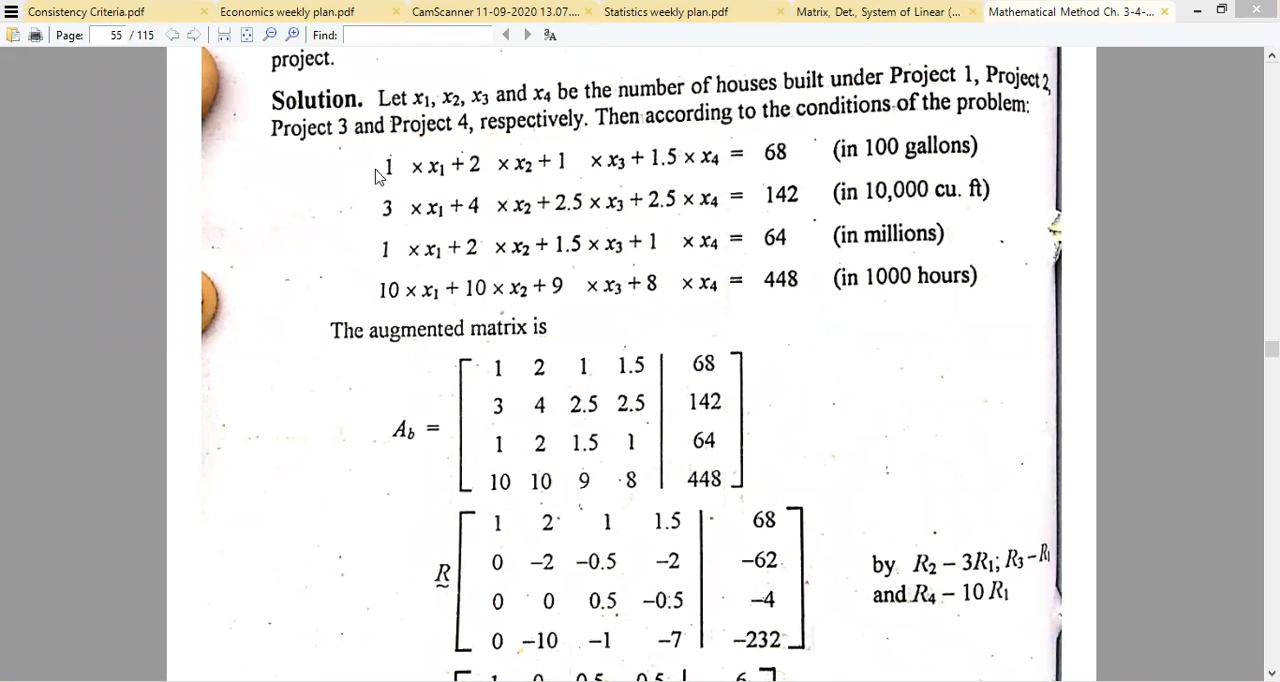 Consistency Criteria.pdf × Economics weekly plan.pdf × CamScanner 11-09-2020 13.07.... × Statistics weekly plan.pdf × Matrix, Det., System of Linear (... × Mathematical Method Ch. 3-4-... ×
Page: 55 / 115 Find:
project.
Solution. Let x₁, x₂, x₃ and x₄ be the number of houses built under Project 1, Project 2,
Project 3 and Project 4, respectively. Then according to the conditions of the problem:
1 × x₁ + 2 × x₂ + 1 × x₃ + 1.5 × x₄ = 68 (in 100 gallons)
3 × x₁ + 4 × x₂ + 2.5 × x₃ + 2.5 × x₄ = 142 (in 10,000 cu. ft)
1 × x₁ + 2 × x₂ + 1.5 × x₃ + 1 × x₄ = 64 (in millions)
10 × x₁ + 10 × x₂ + 9 × x₃ + 8 × x₄ = 448 (in 1000 hours)
The augmented matrix is
1 2 1 1.5 | 68
3 4 2.5 2.5 | 142
A_b =
1 2 1.5 1 | 64
10 10 9 8 | 448
1 2 1 1.5 | 68
0 −2 −0.5 −2 | −62 by R₂ − 3R₁; R₃ − R₁
R
0 0 0.5 −0.5 | −4 and R₄ − 10 R₁
0 −10 −1 −7 | −232